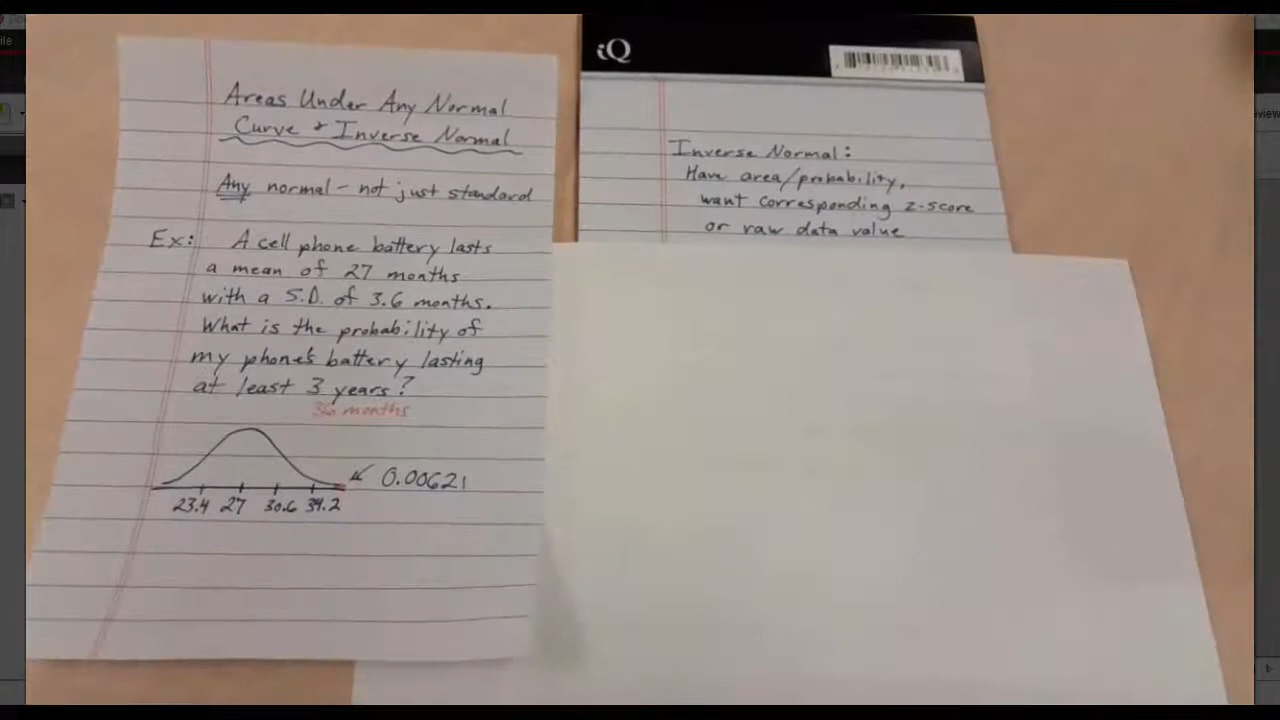 Areas Under Any Normal
Curve & Inverse Normal
Any normal - not just standard
Ex: A cell phone battery lasts
a mean of 27 months
with a S.D. of 3.6 months.
What is the probability of
my phone's battery lasting
at least 3 years?
36 months
0.00621
23.4 27 30.6 34.2
iQ
Inverse Normal:
Have area/probability,
want corresponding z-score
or raw data value